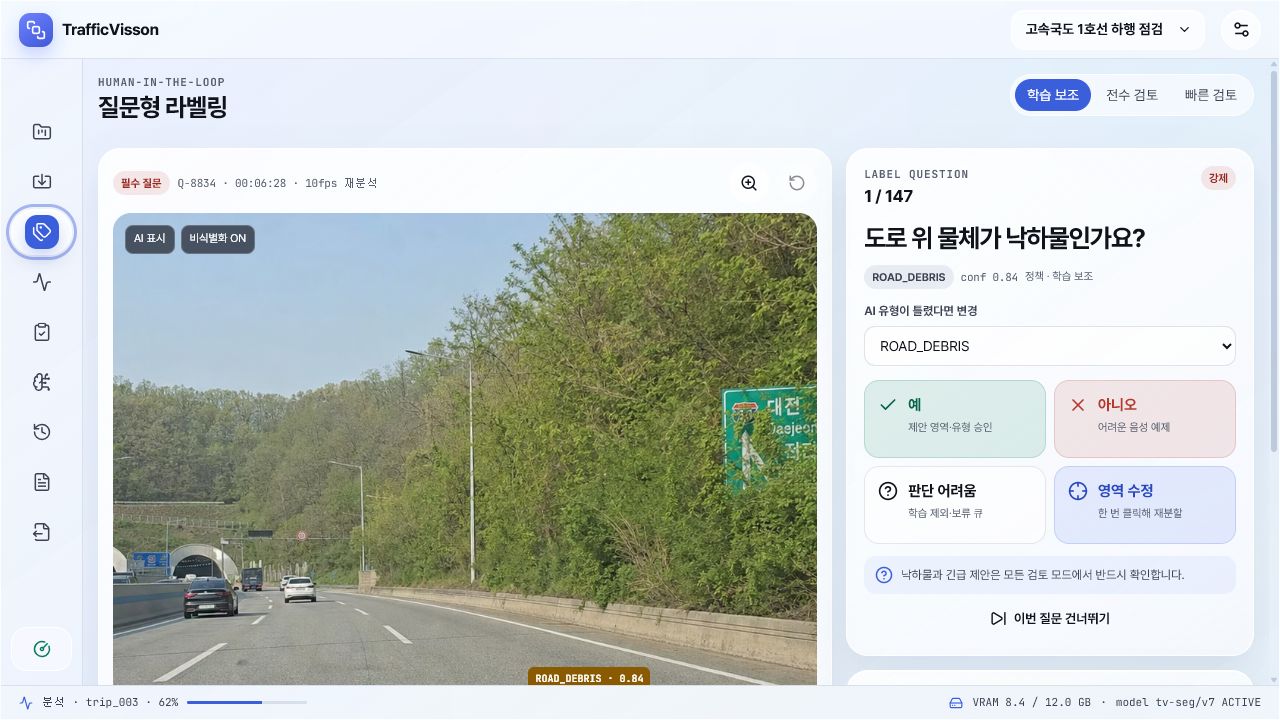 TrafficVisson
고속국도 1호선 하행 점검
HUMAN-IN-THE-LOOP
질문형 라벨링
학습 보조 전수 검토 빠른 검토
필수 질문 Q-8834 · 00:06:28 · 10fps 재분석
AI 표시 비식별화 ON
대전
Daejeon
ROAD_DEBRIS · 0.84
LABEL QUESTION
강제
1 / 147
도로 위 물체가 낙하물인가요?
ROAD_DEBRIS conf 0.84 정책 · 학습 보조
AI 유형이 틀렸다면 변경
ROAD_DEBRIS
예
제안 영역·유형 승인
아니오
어려운 음성 예제
판단 어려움
학습 제외·보류 큐
영역 수정
한 번 클릭해 재분할
낙하물과 긴급 제안은 모든 검토 모드에서 반드시 확인합니다.
이번 질문 건너뛰기
분석 · trip_003 · 62%
VRAM 8.4 / 12.0 GB · model tv-seg/v7 ACTIVE